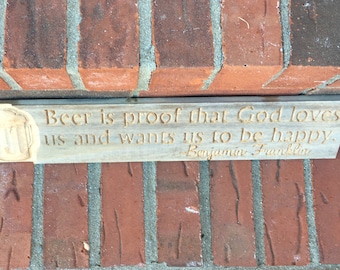 Beer is proof that God loves
us and wants us to be happy.
Benjamin Franklin